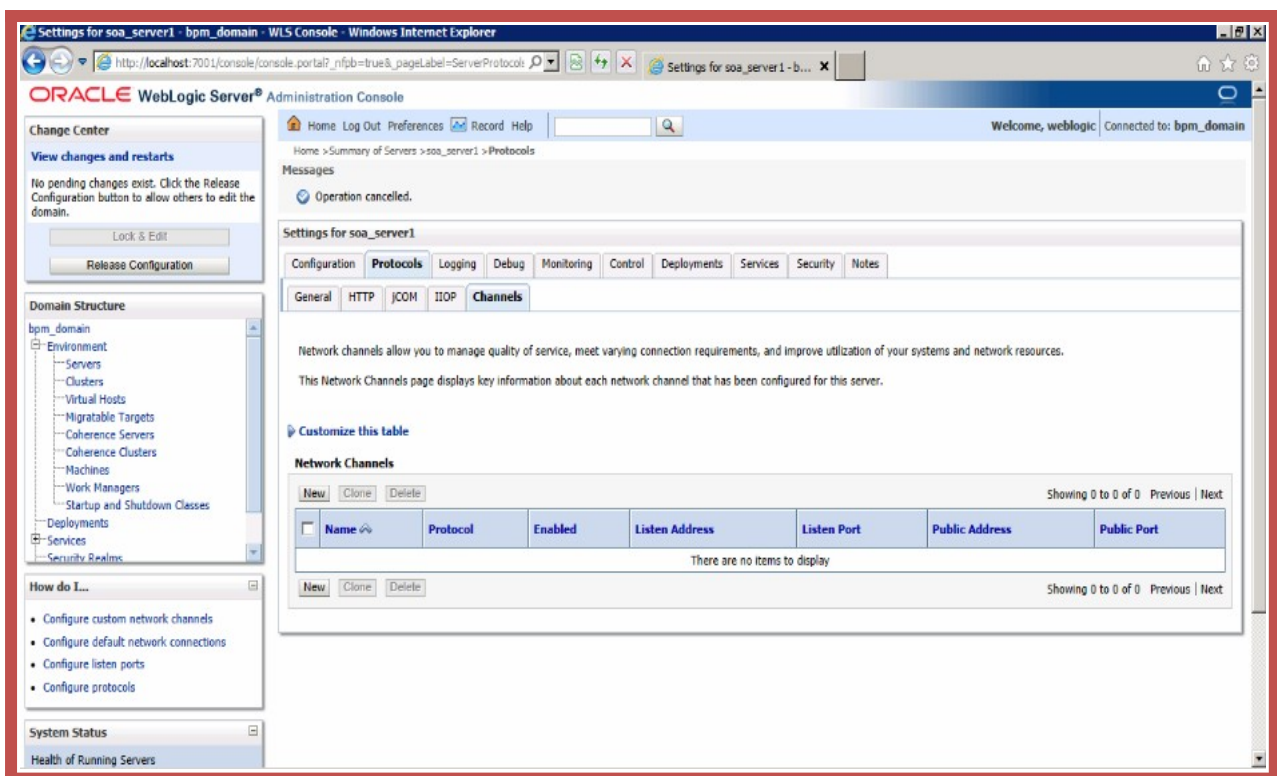 Settings for soa_server1 - bpm_domain - WLS Console - Windows Internet Explorer
http://localhost:7001/console/console.portal?_nfpb=true&_pageLabel=ServerProtocols
Settings for soa_server1 - b...
ORACLE WebLogic Server® Administration Console
Change Center
View changes and restarts
No pending changes exist. Click the Release
Configuration button to allow others to edit the
domain.
Lock & Edit
Release Configuration
Domain Structure
bpm_domain
Environment
Servers
Clusters
Virtual Hosts
Migratable Targets
Coherence Servers
Coherence Clusters
Machines
Work Managers
Startup and Shutdown Classes
Deployments
Services
Security Realms
How do I...
Configure custom network channels
Configure default network connections
Configure listen ports
Configure protocols
System Status
Health of Running Servers
Home Log Out Preferences Record Help
Welcome, weblogic Connected to: bpm_domain
Home >Summary of Servers >soa_server1 >Protocols
Messages
Operation cancelled.
Settings for soa_server1
Configuration Protocols Logging Debug Monitoring Control Deployments Services Security Notes
General HTTP jCOM IIOP Channels
Network channels allow you to manage quality of service, meet varying connection requirements, and improve utilization of your systems and network resources.
This Network Channels page displays key information about each network channel that has been configured for this server.
Customize this table
Network Channels
New Clone Delete Showing 0 to 0 of 0 Previous | Next
Name Protocol Enabled Listen Address Listen Port Public Address Public Port
There are no items to display
New Clone Delete Showing 0 to 0 of 0 Previous | Next